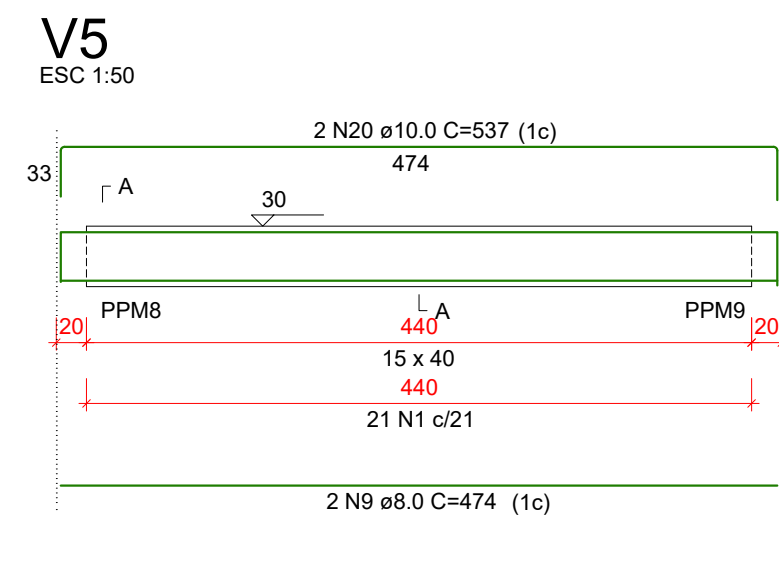 V5
ESC 1:50
2 N20 ø10.0 C=537 (1c)
474
33
A
30
A
PPM8
PPM9
20
440
20
15 x 40
440
21 N1 c/21
2 N9 ø8.0 C=474 (1c)